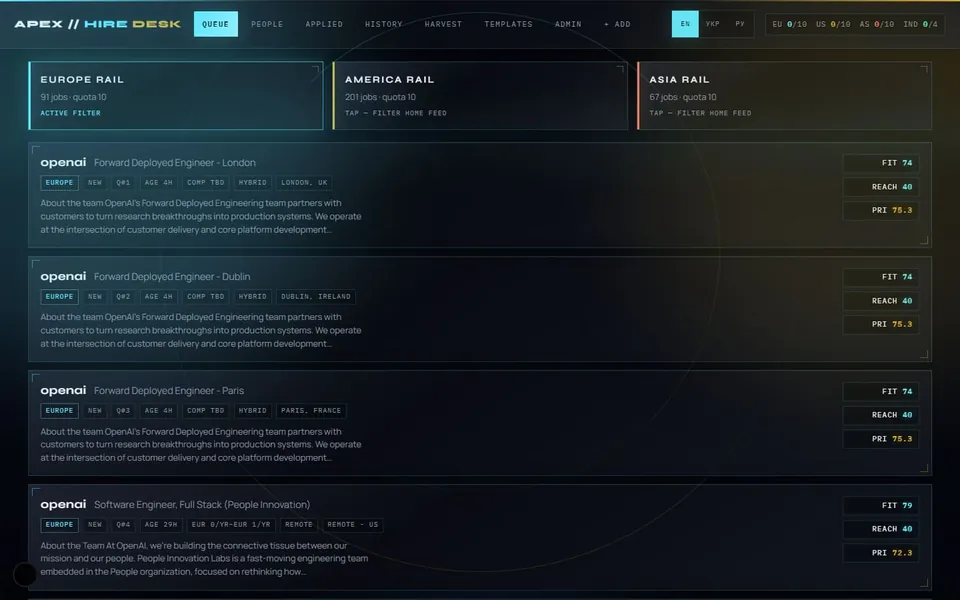 APEX // HIRE DESK QUEUE PEOPLE APPLIED HISTORY HARVEST TEMPLATES ADMIN + ADD EN УКР РУ EU 0/10 US 0/10 AS 0/10 IND 0/4
EUROPE RAIL
91 jobs · quota 10
ACTIVE FILTER
AMERICA RAIL
201 jobs · quota 10
TAP — FILTER HOME FEED
ASIA RAIL
67 jobs · quota 10
TAP — FILTER HOME FEED
openai Forward Deployed Engineer - London
EUROPE NEW Q#1 AGE 4H COMP TBD HYBRID LONDON, UK
About the team OpenAI's Forward Deployed Engineering team partners with
customers to turn research breakthroughs into production systems. We operate
at the intersection of customer delivery and core platform development…
FIT 74
REACH 40
PRI 75.3
openai Forward Deployed Engineer - Dublin
EUROPE NEW Q#2 AGE 4H COMP TBD HYBRID DUBLIN, IRELAND
About the team OpenAI's Forward Deployed Engineering team partners with
customers to turn research breakthroughs into production systems. We operate
at the intersection of customer delivery and core platform development…
FIT 74
REACH 40
PRI 75.3
openai Forward Deployed Engineer - Paris
EUROPE NEW Q#3 AGE 4H COMP TBD HYBRID PARIS, FRANCE
About the team OpenAI's Forward Deployed Engineering team partners with
customers to turn research breakthroughs into production systems. We operate
at the intersection of customer delivery and core platform development…
FIT 74
REACH 40
PRI 75.3
openai Software Engineer, Full Stack (People Innovation)
EUROPE NEW Q#4 AGE 29H EUR 0/YR–EUR 1/YR REMOTE REMOTE - US
About the Team At OpenAI, we're building the connective tissue between our
mission and our people. People Innovation Labs is a fast-moving engineering team
embedded in the People organization, focused on rethinking how…
FIT 79
REACH 40
PRI 72.3